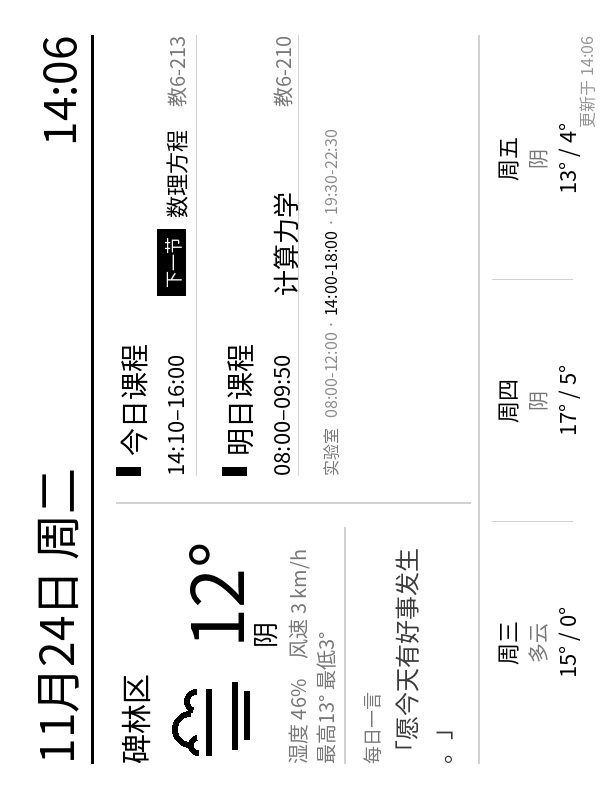 11月24日 周二 14:06
碑林区
12°
阴
湿度 46% 风速 3 km/h
最高13° 最低3°
每日一言
「愿今天有好事发生
。」
今日课程
14:10–16:00 下一节 数理方程 教6-213
明日课程
08:00–09:50 计算力学 教6-210
实验室 08:00-12:00 · 14:00-18:00 · 19:30-22:30
周三
多云
15° / 0°
周四
阴
17° / 5°
周五
阴
13° / 4°
更新于 14:06